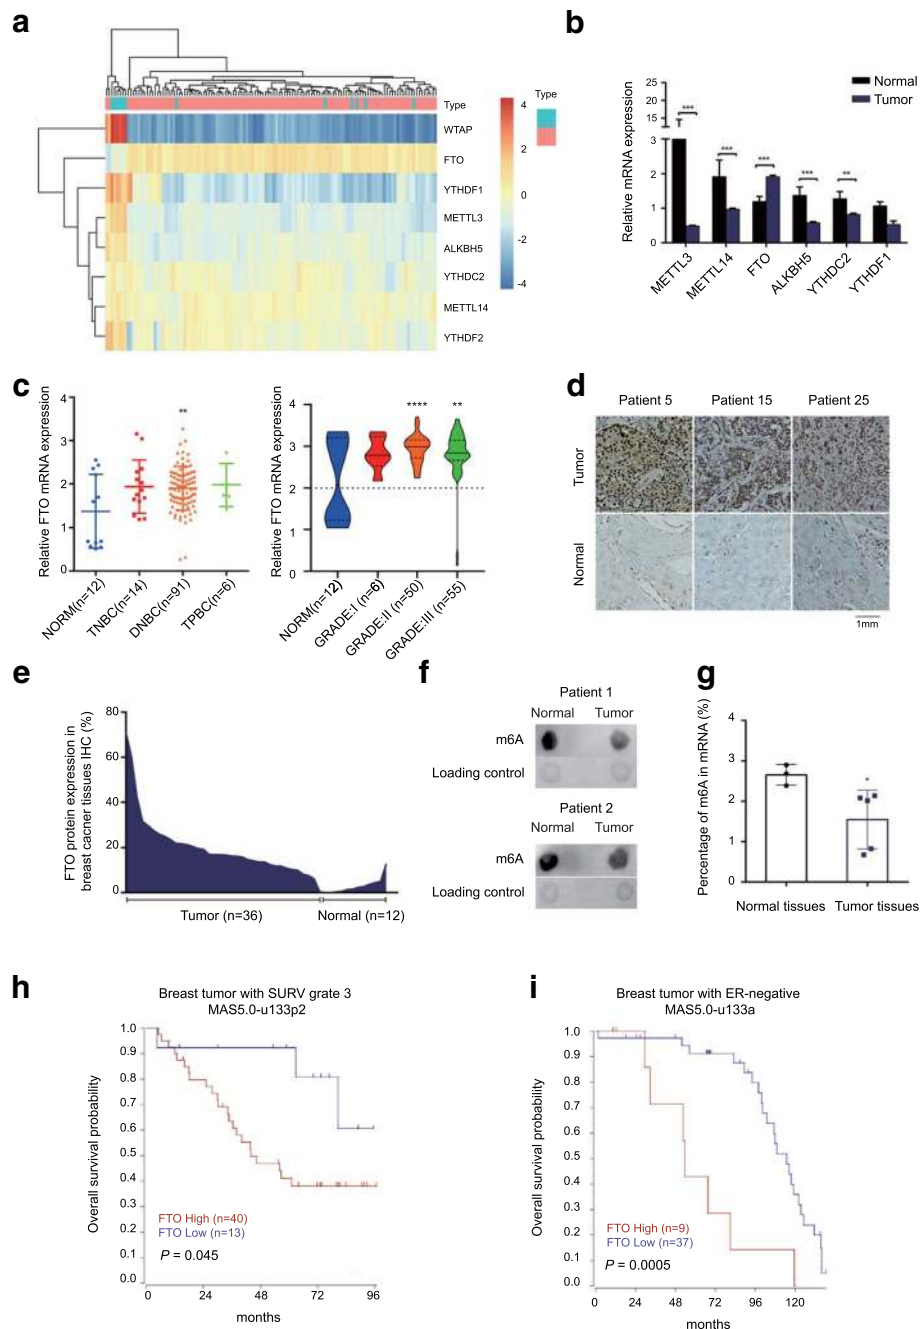 a
Type
WTAP
FTO
YTHDF1
METTL3
ALKBH5
YTHDC2
METTL14
YTHDF2
4
2
0
-2
-4
Type
b
Relative mRNA expression
25
20
15
3
2
1
0
Normal
Tumor
***
***
***
***
**
METTL3
METTL14
FTO
ALKBH5
YTHDC2
YTHDF1
c
Relative FTO mRNA expression
4
3
2
1
0
**
NORM(n=12)
TNBC(n=14)
DNBC(n=91)
TPBC(n=6)
Relative FTO mRNA expression
4
3
2
1
0
****
**
NORM(n=12)
GRADE:I (n=6)
GRADE:II (n=50)
GRADE:III (n=55)
d
Patient 5
Patient 15
Patient 25
Tumor
Normal
1mm
e
FTO protein expression in
breast cacner tissues IHC (%)
80
60
40
20
0
Tumor (n=36)
Normal (n=12)
f
Patient 1
Normal
Tumor
m6A
Loading control
Patient 2
Normal
Tumor
m6A
Loading control
g
Percentage of m6A in mRNA (%)
4
3
2
1
0
*
Normal tissues
Tumor tissues
h
Breast tumor with SURV grate 3
MAS5.0-u133p2
Overall survival probability
1.0
0.9
0.8
0.7
0.6
0.5
0.4
0.3
0.2
0.1
0.0
FTO High (n=40)
FTO Low (n=13)
P = 0.045
0
24
48
72
96
months
i
Breast tumor with ER-negative
MAS5.0-u133a
Overall survival probability
1.0
0.9
0.8
0.7
0.6
0.5
0.4
0.3
0.2
0.1
0.0
FTO High (n=9)
FTO Low (n=37)
P = 0.0005
0
24
48
72
96
120
months